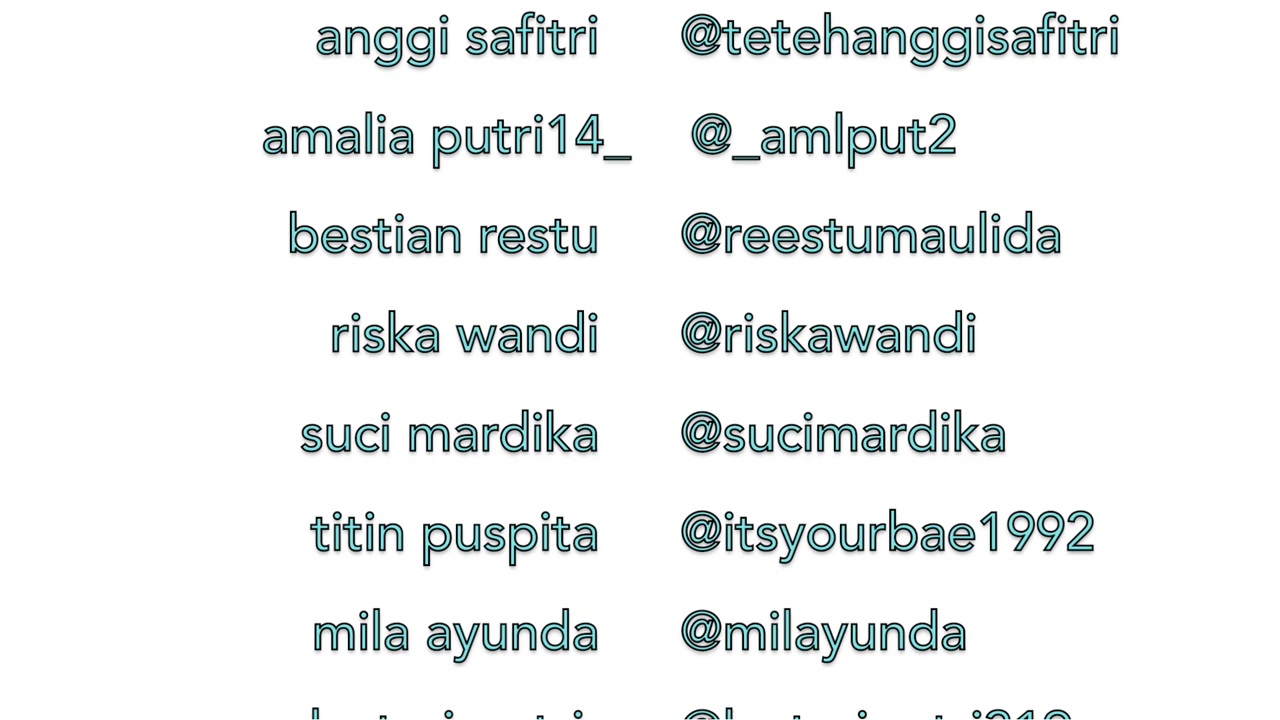 anggi safitri @tetehanggisafitri
amalia putri14_ @_amlput2
bestian restu @reestumaulida
riska wandi @riskawandi
suci mardika @sucimardika
titin puspita @itsyourbae1992
mila ayunda @milayunda